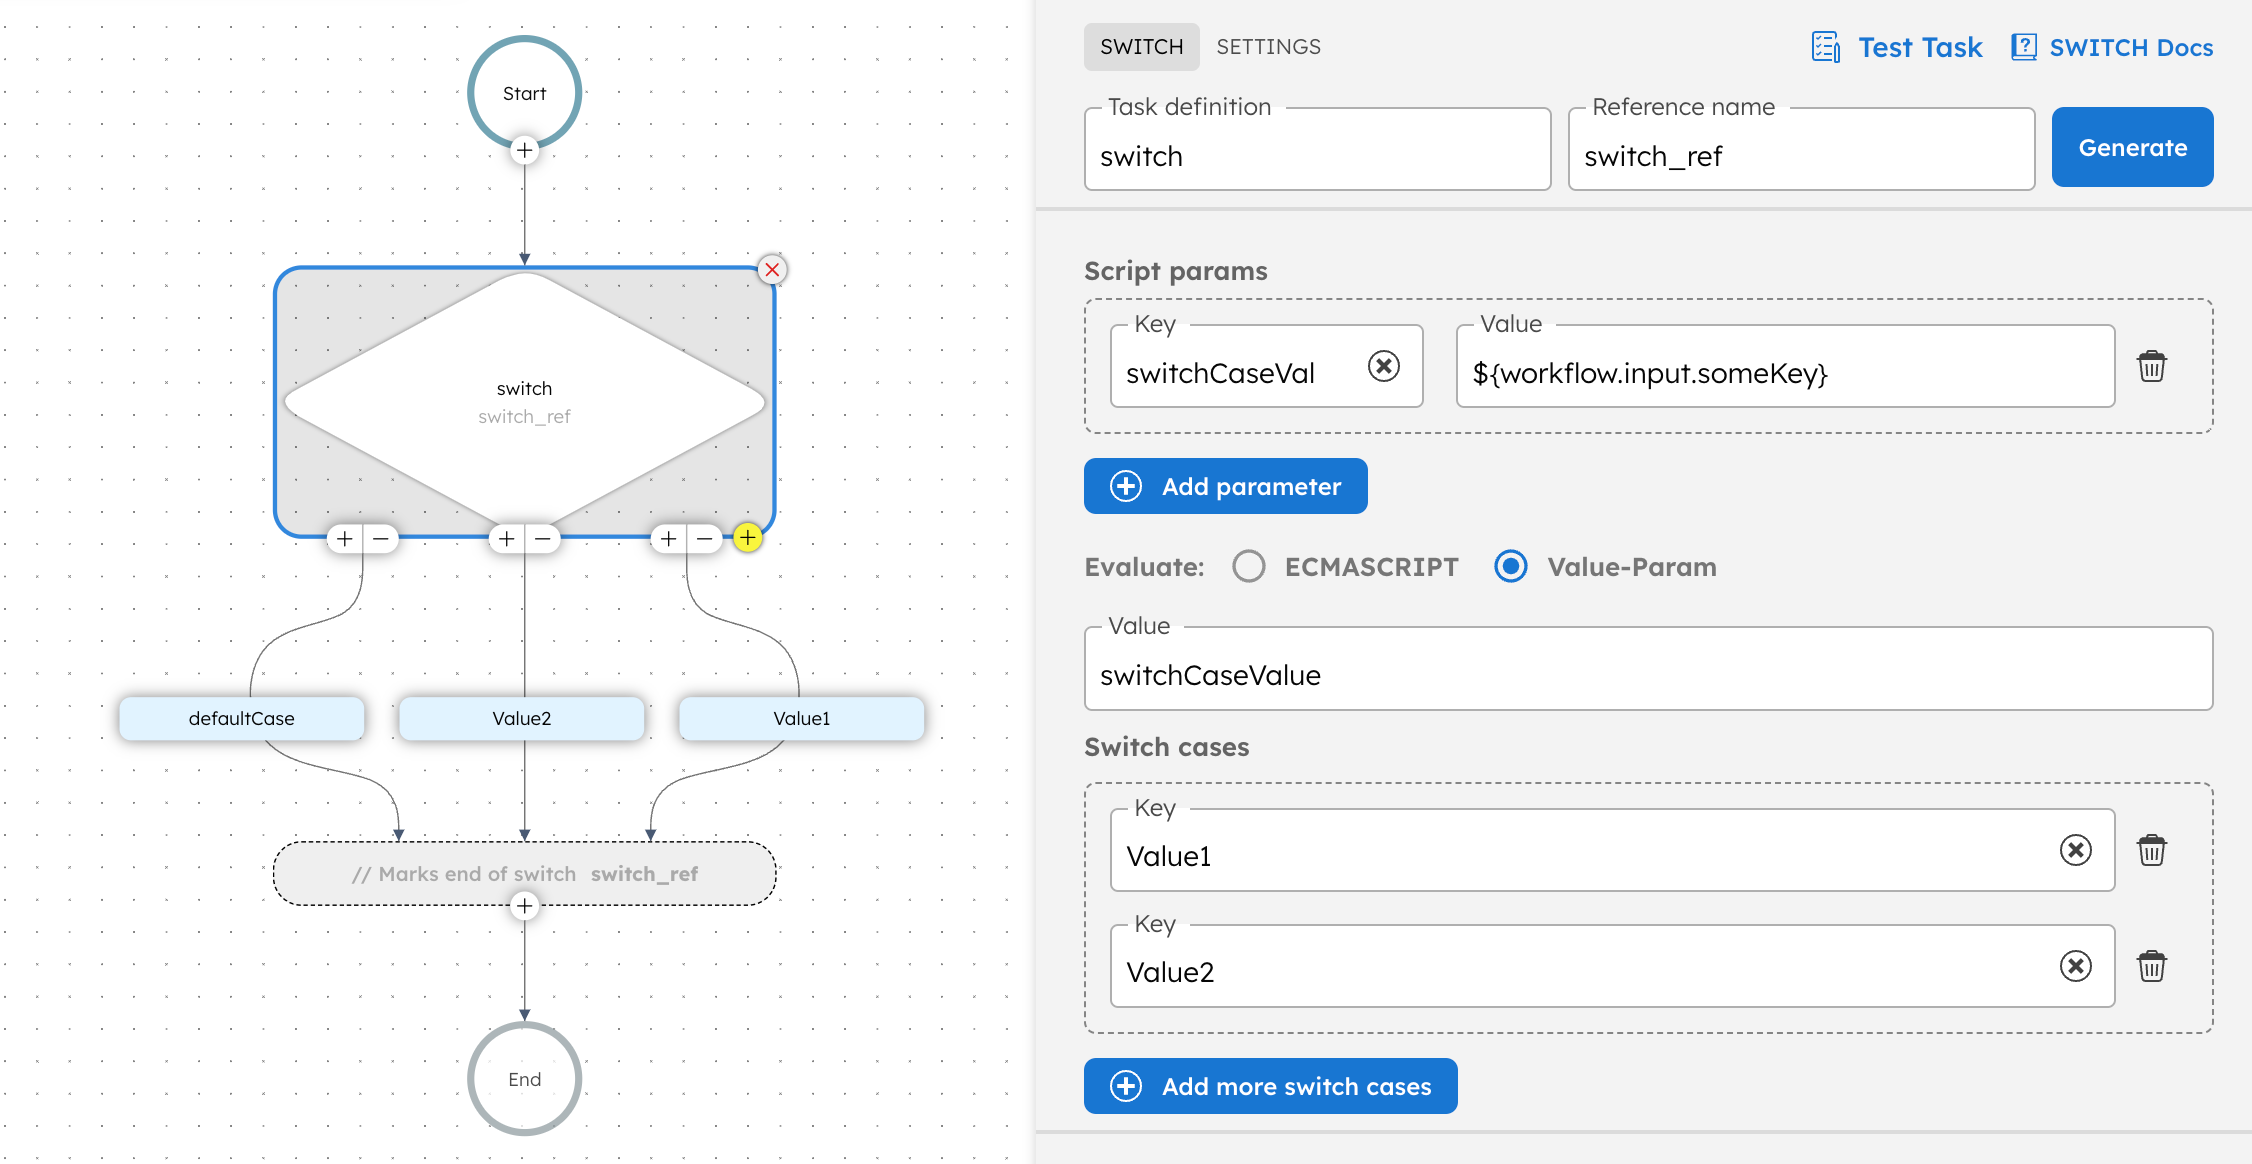 Start
switch
switch_ref
defaultCase
Value2
Value1
// Marks end of switch switch_ref
End
SWITCH SETTINGS
Test Task
SWITCH Docs
Task definition
switch
Reference name
switch_ref
Generate
Script params
Key
switchCaseVal
Value
${workflow.input.someKey}
Add parameter
Evaluate: ECMASCRIPT Value-Param
Value
switchCaseValue
Switch cases
Key
Value1
Key
Value2
Add more switch cases